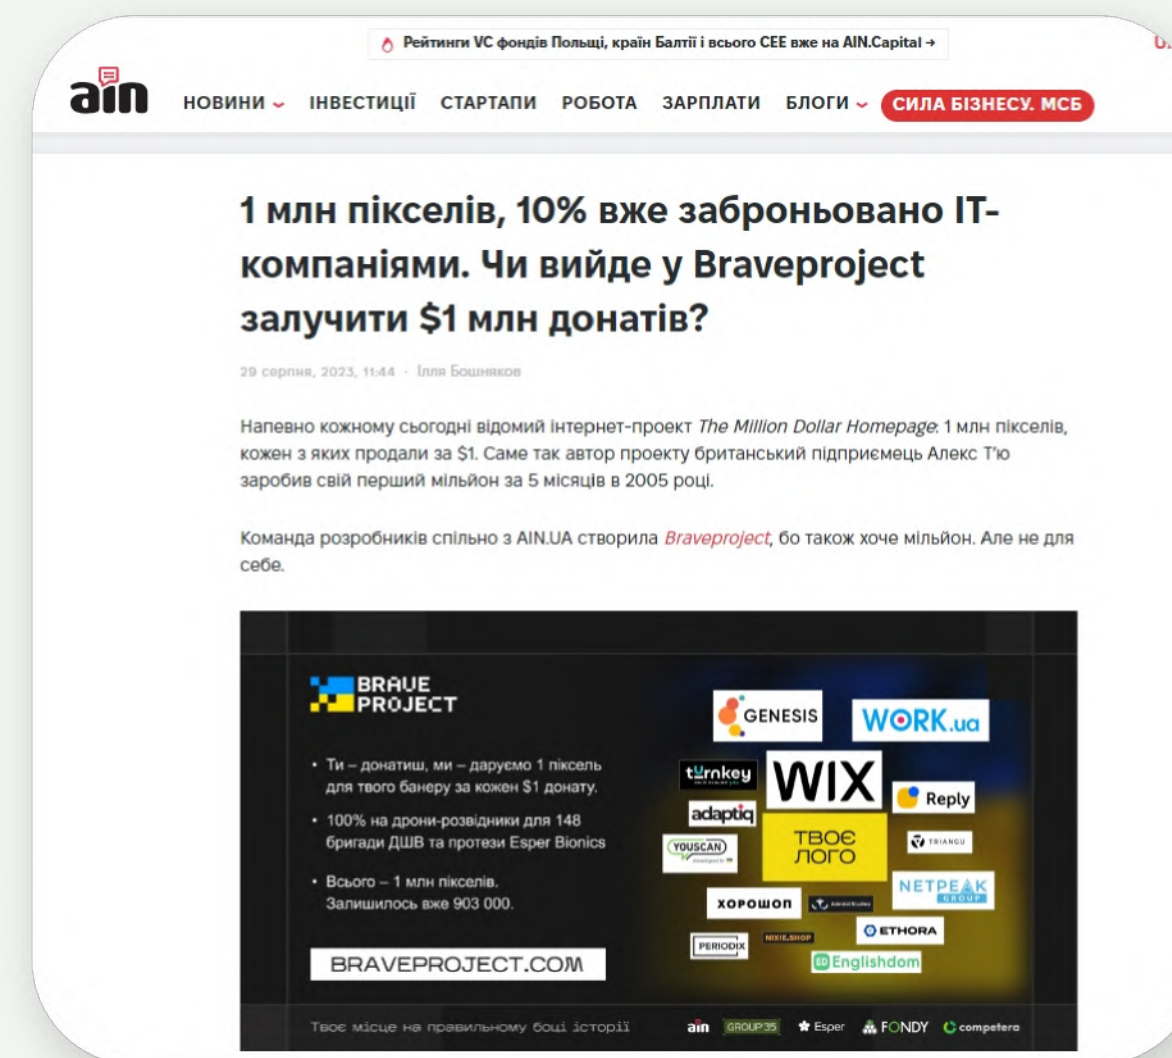 Рейтинги VC фондів Польщі, країн Балтії і всього CEE вже на AIN.Capital →
ain
НОВИНИ ІНВЕСТИЦІЇ СТАРТАПИ РОБОТА ЗАРПЛАТИ БЛОГИ СИЛА БІЗНЕСУ. МСБ
1 млн пікселів, 10% вже заброньовано ІТ-
компаніями. Чи вийде у Braveproject
залучити $1 млн донатів?
29 серпня, 2023, 11:44 · Ілля Бошняков
Напевно кожному сьогодні відомий інтернет-проект The Million Dollar Homepage: 1 млн пікселів,
кожен з яких продали за $1. Саме так автор проекту британський підприємець Алекс Т'ю
заробив свій перший мільйон за 5 місяців в 2005 році.
Команда розробників спільно з AIN.UA створила Braveproject, бо також хоче мільйон. Але не для
себе.
BRAVE
PROJECT
• Ти – донатиш, ми – даруємо 1 піксель
для твого банеру за кожен $1 донату.
• 100% на дрони-розвідники для 148
бригади ДШВ та протези Esper Bionics
• Всього – 1 млн пікселів.
Залишилось вже 903 000.
BRAVEPROJECT.COM
GENESIS
WORK.ua
turnkey
WIX
Reply
adaptiq
ТВОЄ
ЛОГО
YOUSCAN
TRIANGU
NETPEAK
GROUP
ХОРОШОП
ETHORA
PERIODIX
NIXIE.SHOP
ED Englishdom
Твоє місце на правильному боці історії
ain GROUP'35 Esper FONDY competera